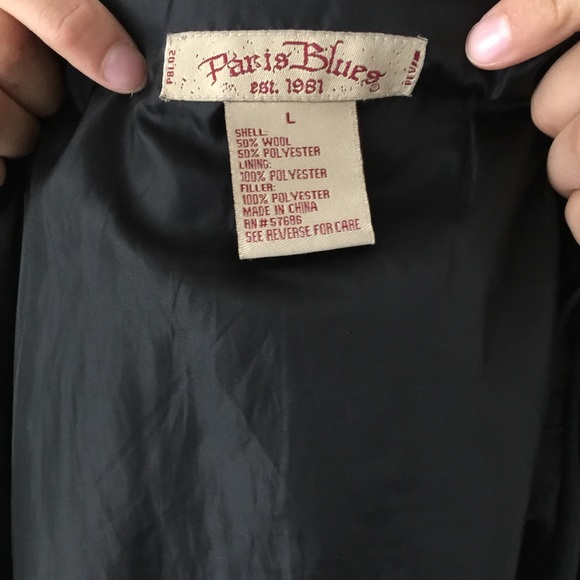 PBL02
Paris Blues
est. 1981
®
L
SHELL:
50% WOOL
50% POLYESTER
LINING:
100% POLYESTER
FILLER:
100% POLYESTER
MADE IN CHINA
RN#57686
SEE REVERSE FOR CARE